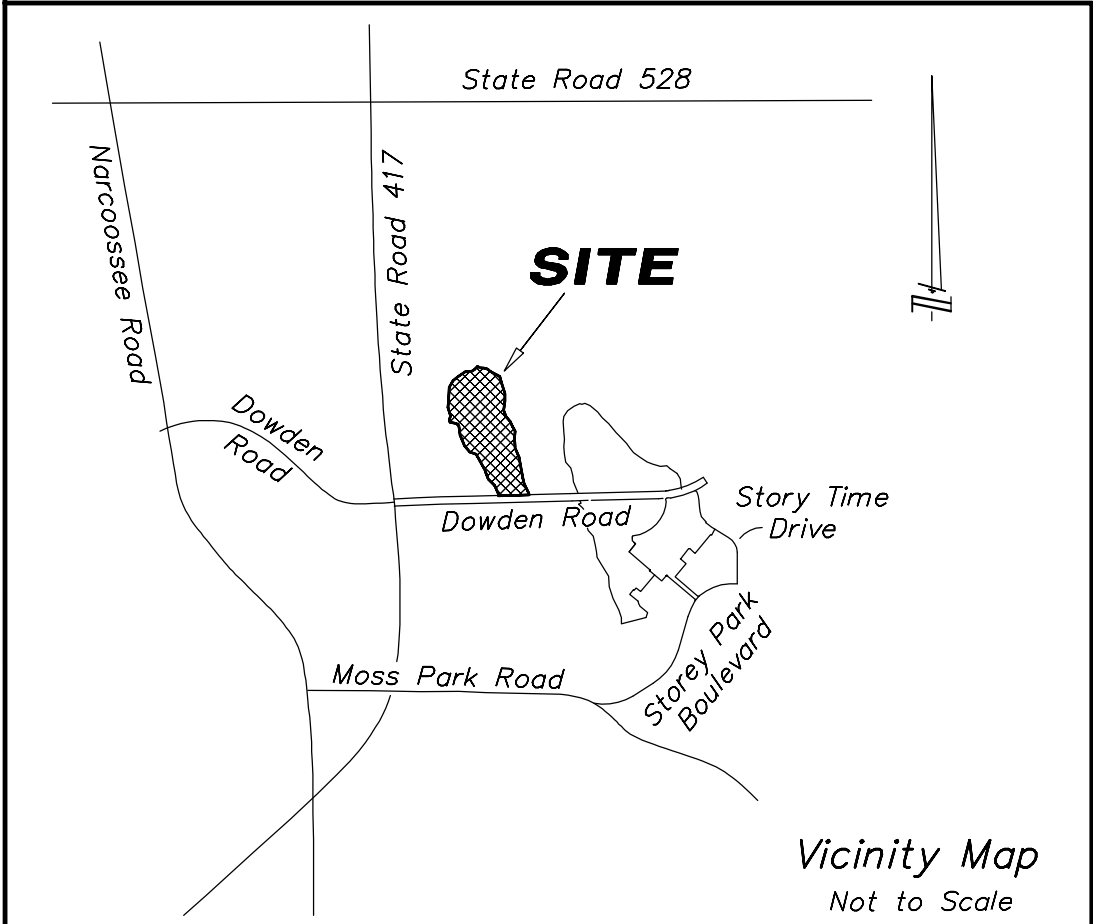 State Road 528
Narcoossee Road
State Road 417
SITE
Dowden
Road
Dowden Road
Story Time
Drive
Storey Park
Boulevard
Moss Park Road
Vicinity Map
Not to Scale